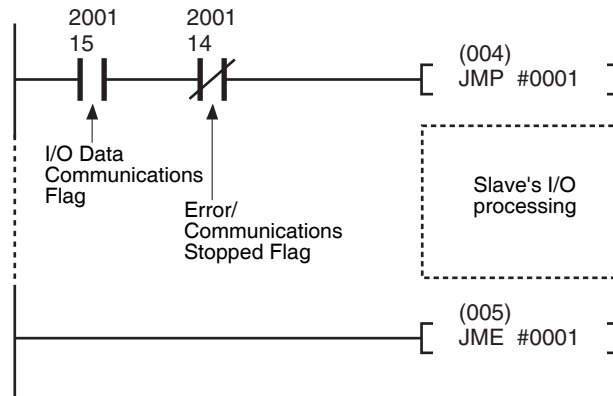 2001
15
2001
14
(004)
JMP #0001
I/O Data
Communications
Flag
Error/
Communications
Stopped Flag
Slave's I/O
processing
(005)
JME #0001